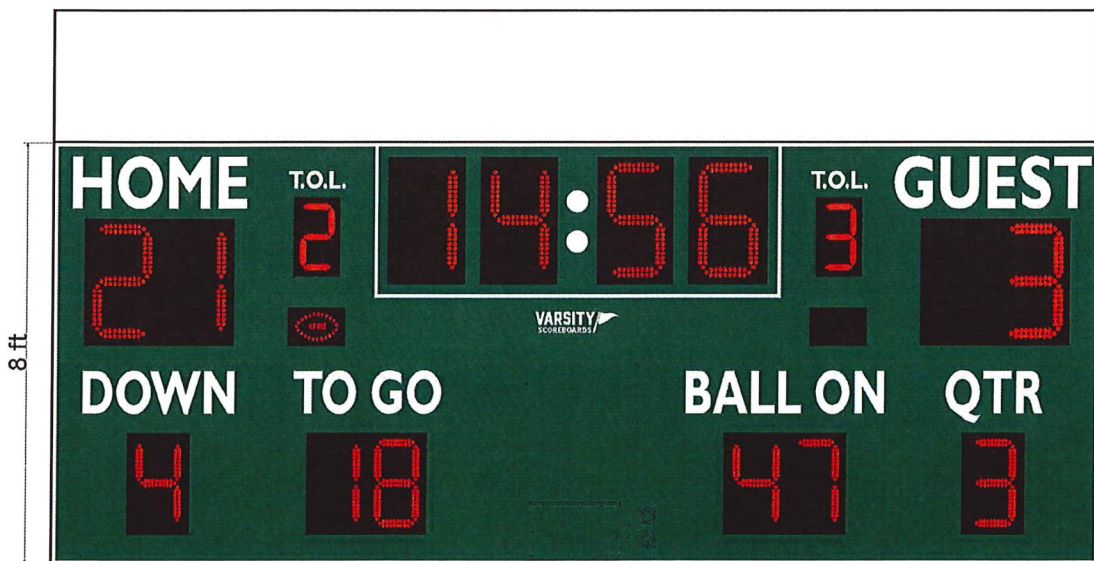 HOME
T.O.L.
14:56
T.O.L.
GUEST
21
2
3
3
VARSITY
SCOREBOARDS
8 ft
DOWN
TO GO
BALL ON
QTR
4
18
47
3